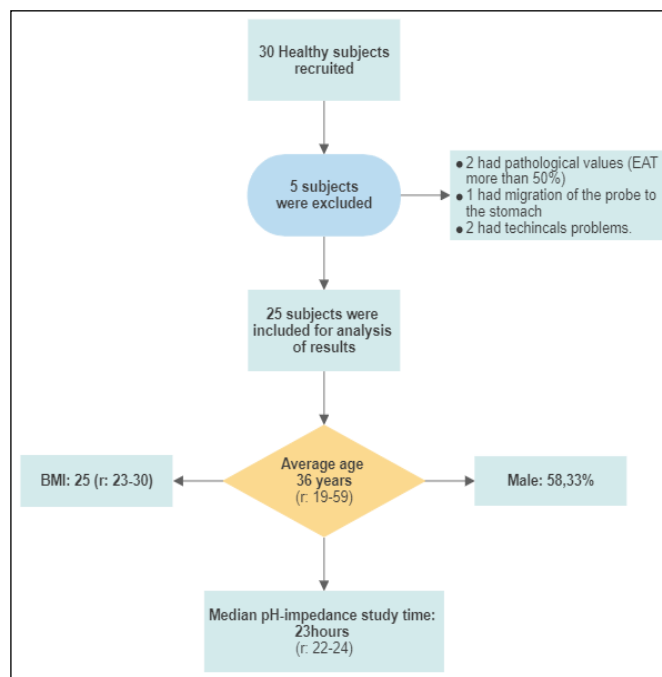 30 Healthy subjects
recruited
5 subjects
were excluded
● 2 had pathological values (EAT
more than 50%)
● 1 had migration of the probe to
the stomach
● 2 had techincals problems.
25 subjects were
included for analysis
of results
BMI: 25 (r: 23-30)
Average age
36 years
(r: 19-59)
Male: 58,33%
Median pH-impedance study time:
23hours
(r: 22-24)